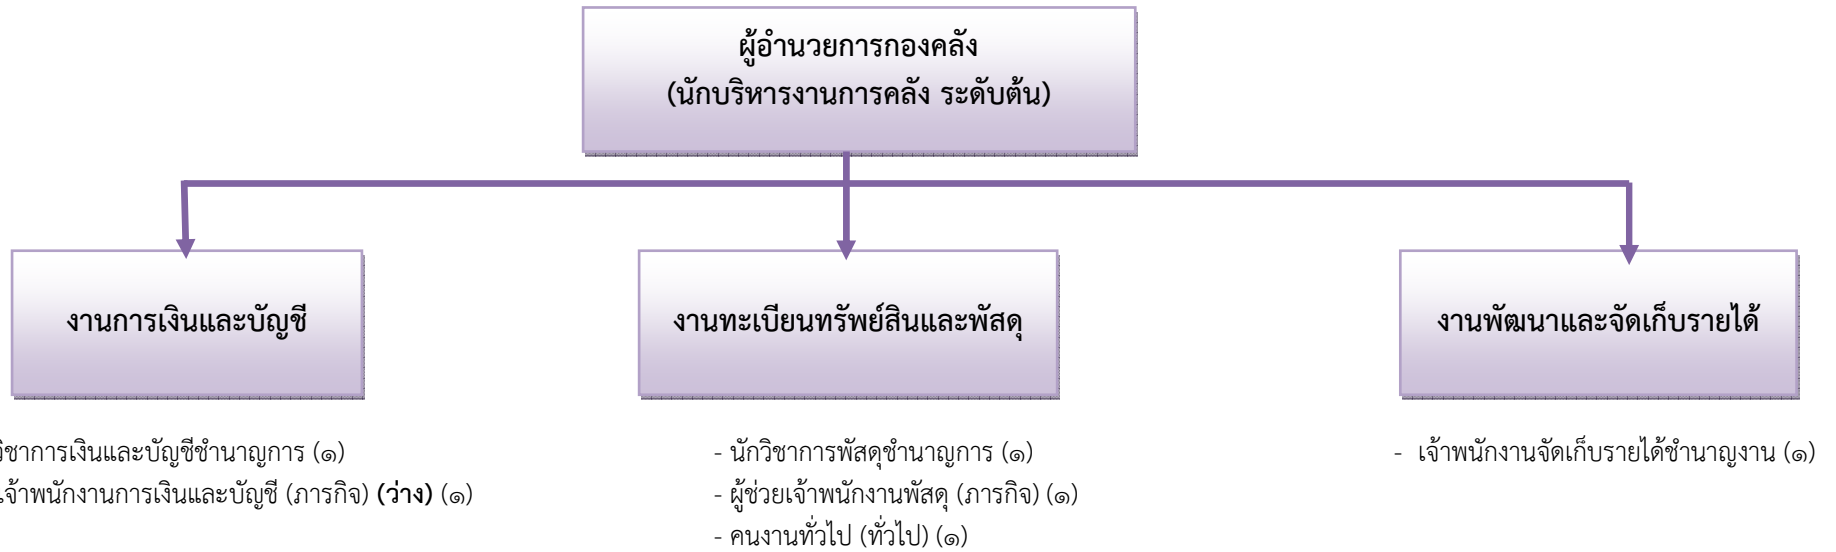 ผู้อำนวยการกองคลัง
(นักบริหารงานการคลัง ระดับต้น)
งานการเงินและบัญชี
งานทะเบียนทรัพย์สินและพัสดุ
งานพัฒนาและจัดเก็บรายได้
วิชาการเงินและบัญชีชำนาญการ (๑)
เจ้าพนักงานการเงินและบัญชี (ภารกิจ) (ว่าง) (๑)
- นักวิชาการพัสดุชำนาญการ (๑)
- ผู้ช่วยเจ้าพนักงานพัสดุ (ภารกิจ) (๑)
- คนงานทั่วไป (ทั่วไป) (๑)
- เจ้าพนักงานจัดเก็บรายได้ชำนาญงาน (๑)